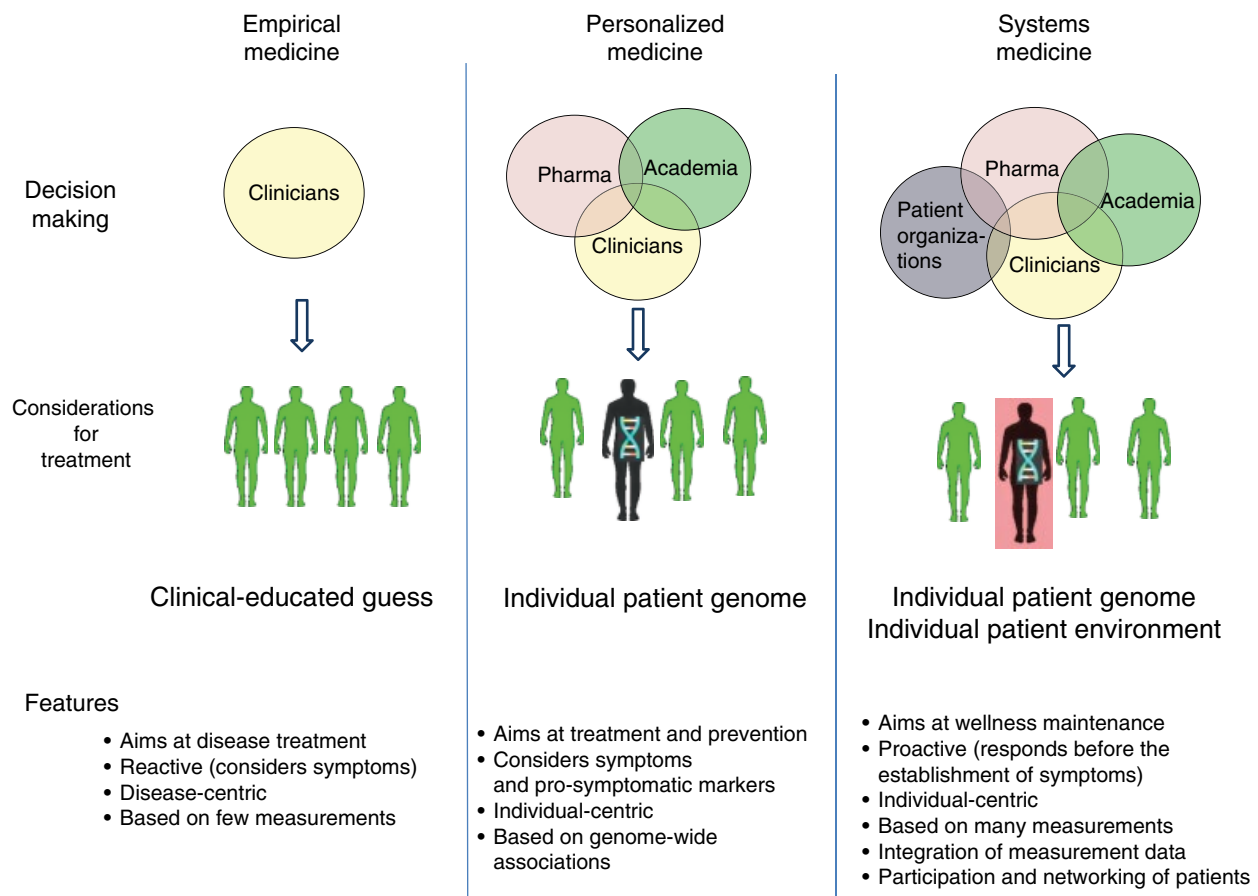 Empirical
medicine
Personalized
medicine
Systems
medicine
Decision
making
Clinicians
Pharma
Academia
Clinicians
Pharma
Academia
Patient
organiza-
tions
Clinicians
Considerations
for
treatment
Clinical-educated guess
Individual patient genome
Individual patient genome
Individual patient environment
Features
• Aims at disease treatment
• Reactive (considers symptoms)
• Disease-centric
• Based on few measurements
• Aims at treatment and prevention
• Considers symptoms
and pro-symptomatic markers
• Individual-centric
• Based on genome-wide
associations
• Aims at wellness maintenance
• Proactive (responds before the
establishment of symptoms)
• Individual-centric
• Based on many measurements
• Integration of measurement data
• Participation and networking of patients